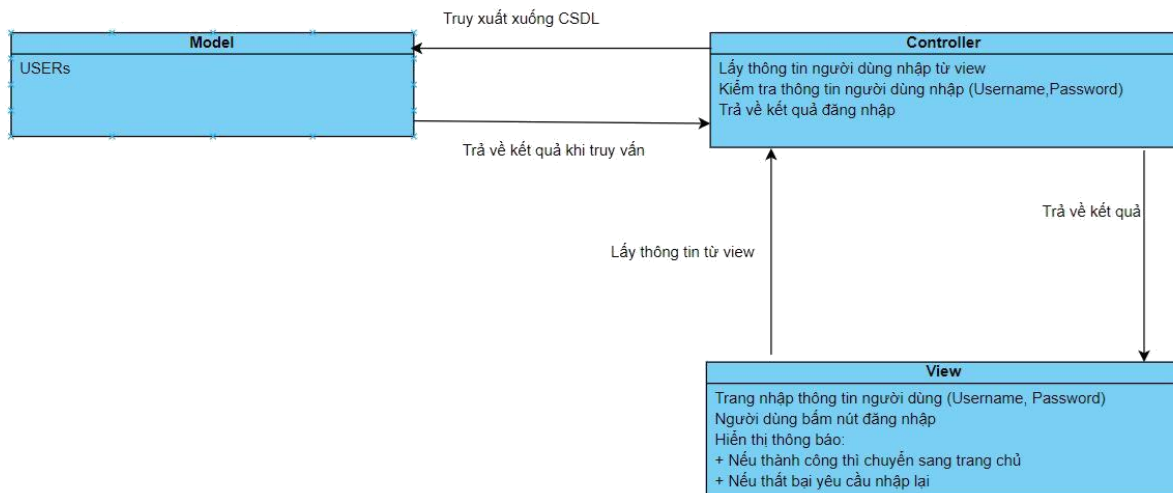 Truy xuất xuống CSDL
Model
USERs
Controller
Lấy thông tin người dùng nhập từ view
Kiểm tra thông tin người dùng nhập (Username,Password)
Trả về kết quả đăng nhập
Trả về kết quả khi truy vấn
Trả về kết quả
Lấy thông tin từ view
View
Trang nhập thông tin người dùng (Username, Password)
Người dùng bấm nút đăng nhập
Hiển thị thông báo:
+ Nếu thành công thì chuyển sang trang chủ
+ Nếu thất bại yêu cầu nhập lại